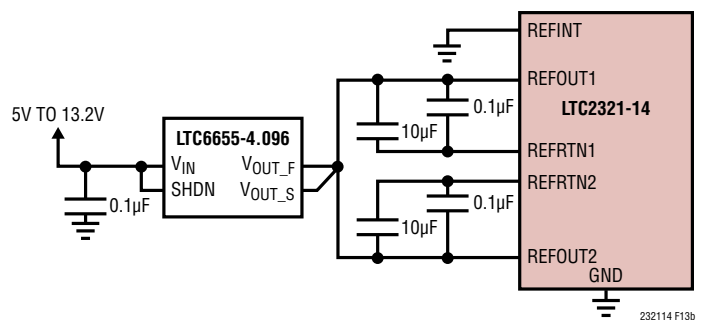 REFINT
REFOUT1
LTC2321-14
0.1µF
10µF
REFRTN1
5V TO 13.2V
LTC6655-4.096
VIN
VOUT_F
SHDN
VOUT_S
0.1µF
REFRTN2
0.1µF
10µF
REFOUT2
GND
232114 F13b